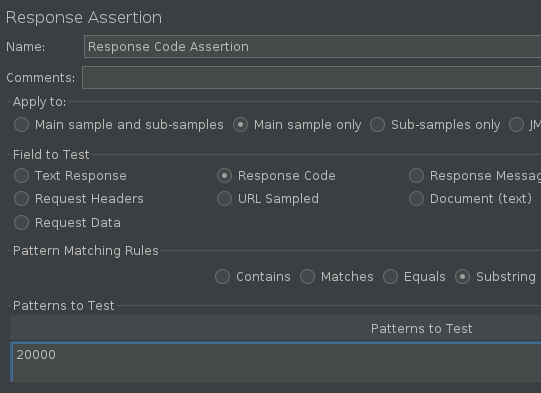 Response Assertion
Name: Response Code Assertion
Comments:
Apply to:
Main sample and sub-samples Main sample only Sub-samples only JM
Field to Test
Text Response Response Code Response Messag
Request Headers URL Sampled Document (text)
Request Data
Pattern Matching Rules
Contains Matches Equals Substring
Patterns to Test
Patterns to Test
20000